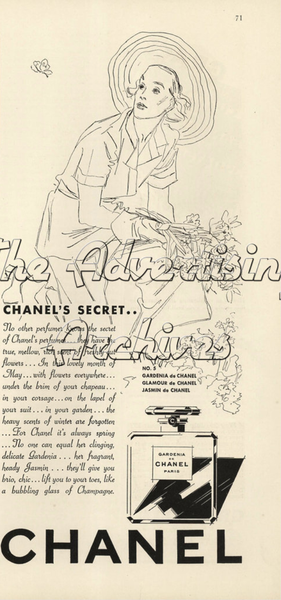 71
The Advertising
Archives
CHANEL'S SECRET..
No other perfumes the secret
of Chanel's perfumes... they have the
true, mellow, rich scent of fresh
flowers... In the lovely month of
May... with flowers everywhere...
under the brim of your chapeau...
in your corsage... on the lapel of
your suit... in your garden... the
heavy scents of winter are forgotten
...For Chanel it's always spring
...No one can equal her clinging,
delicate Gardenia... her fragrant,
heady Jasmin... they'll give you
brio, chic... lift you to your toes, like
a bubbling glass of Champagne.
NO. 5
GARDENIA de CHANEL
GLAMOUR de CHANEL
JASMIN de CHANEL
GARDENIA
DE
CHANEL
PARIS
CHANEL